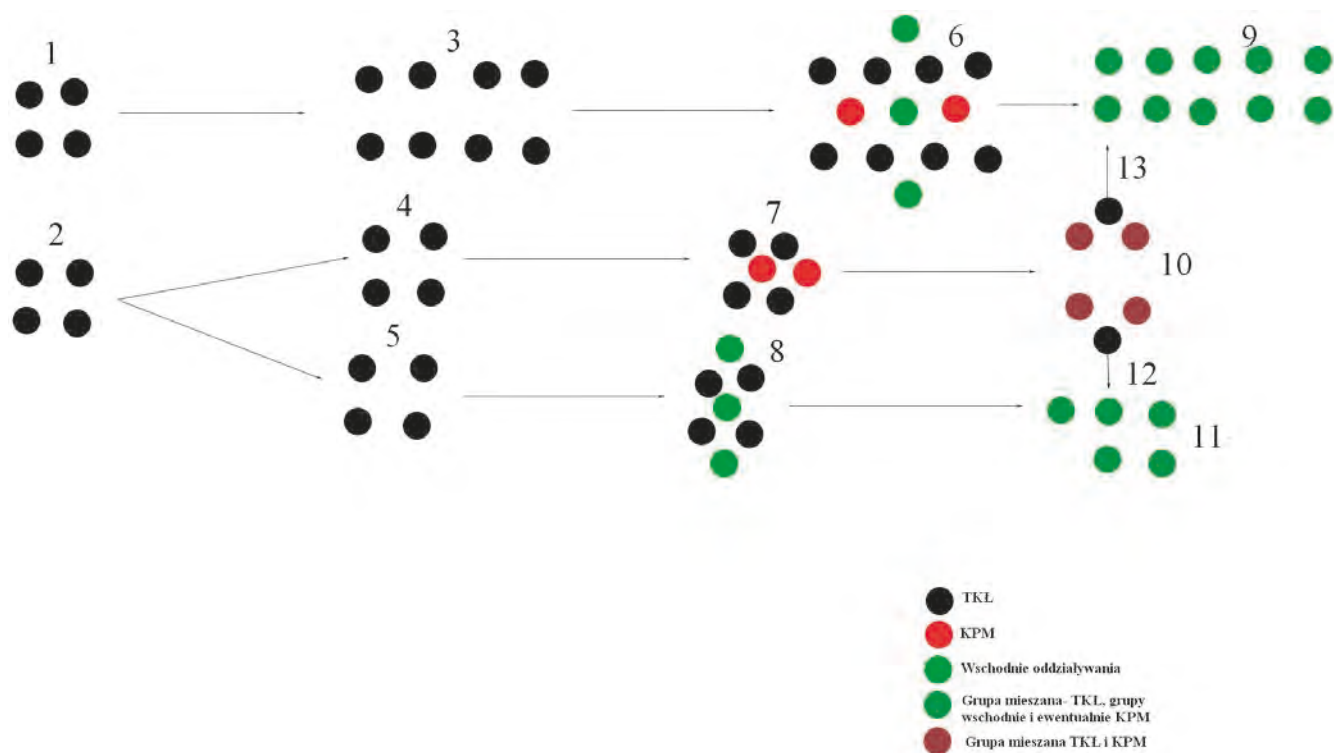 1
3
6
9
2
4
7
13
10
5
8
12
11
TKŁ
KPM
Wschodnie oddziaływania
Grupa mieszana- TKŁ, grupy
wschodnie i ewentualnie KPM
Grupa mieszana TKŁ i KPM